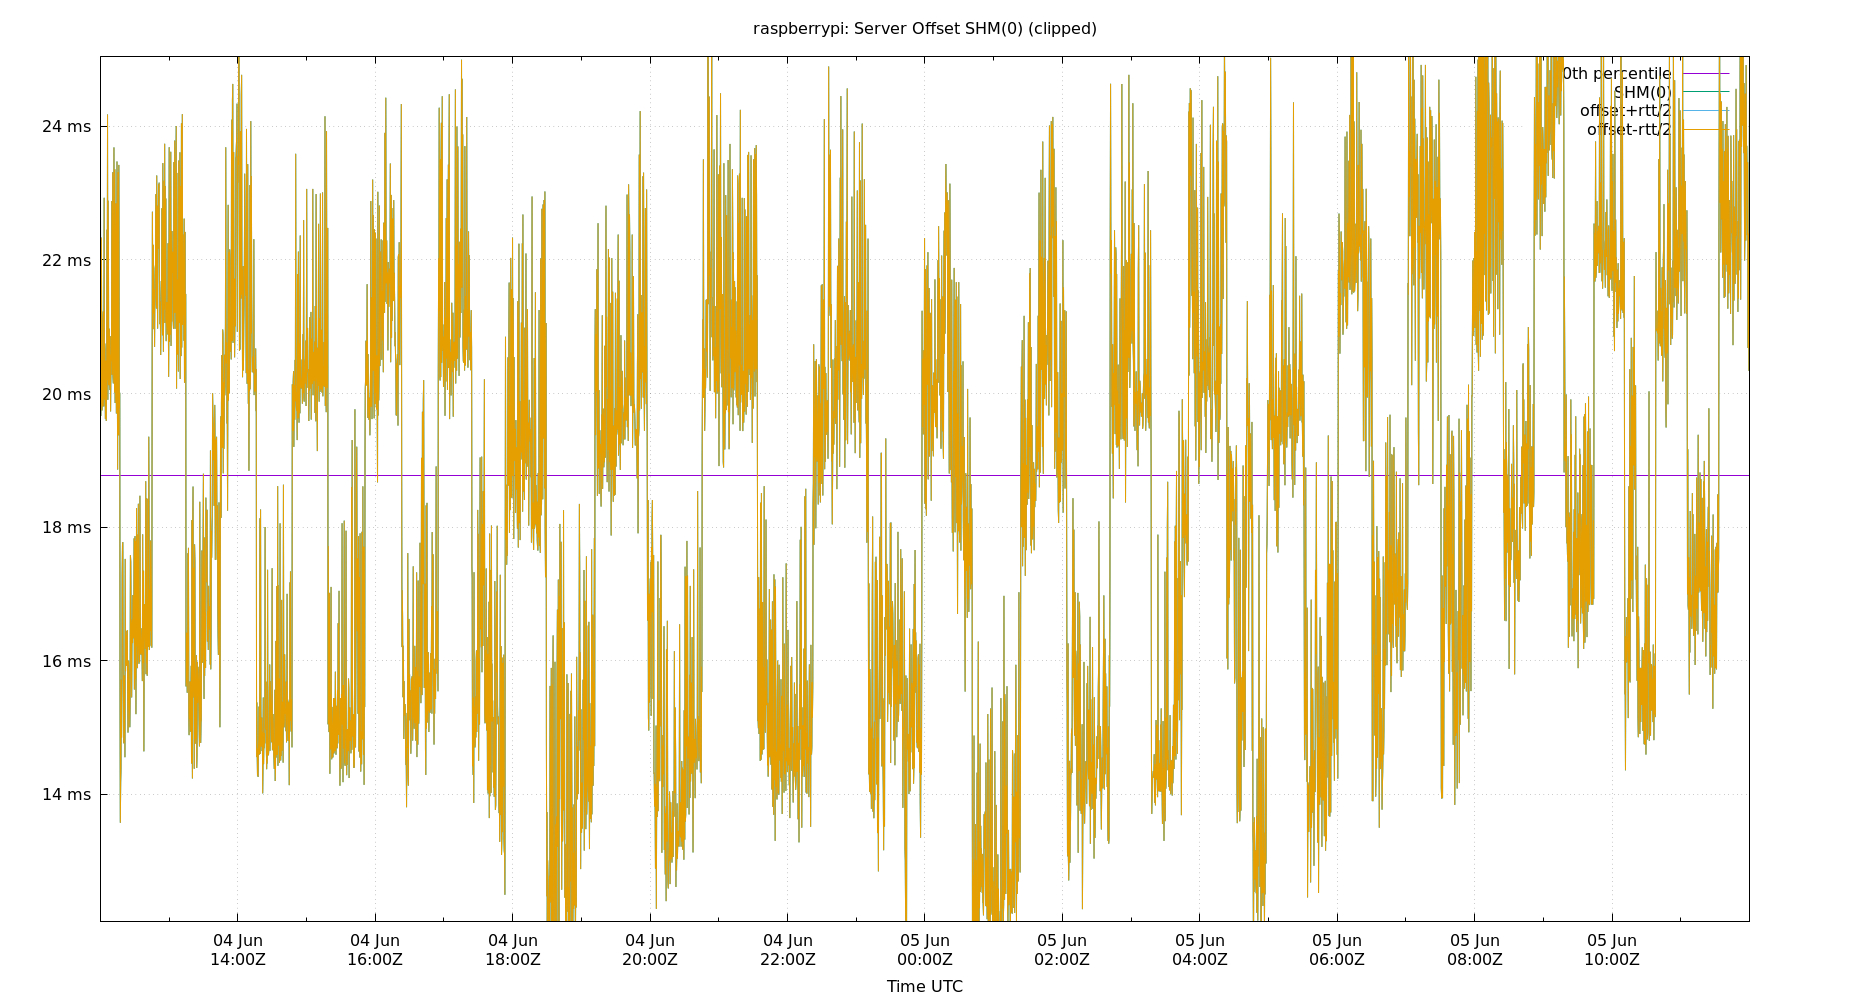 raspberrypi: Server Offset SHM(0) (clipped)
0th percentile
SHM(0)
offset+rtt/2
offset-rtt/2
24 ms
22 ms
20 ms
18 ms
16 ms
14 ms
04 Jun 04 Jun 04 Jun 04 Jun 04 Jun 05 Jun 05 Jun 05 Jun 05 Jun 05 Jun 05 Jun
14:00Z 16:00Z 18:00Z 20:00Z 22:00Z 00:00Z 02:00Z 04:00Z 06:00Z 08:00Z 10:00Z
Time UTC